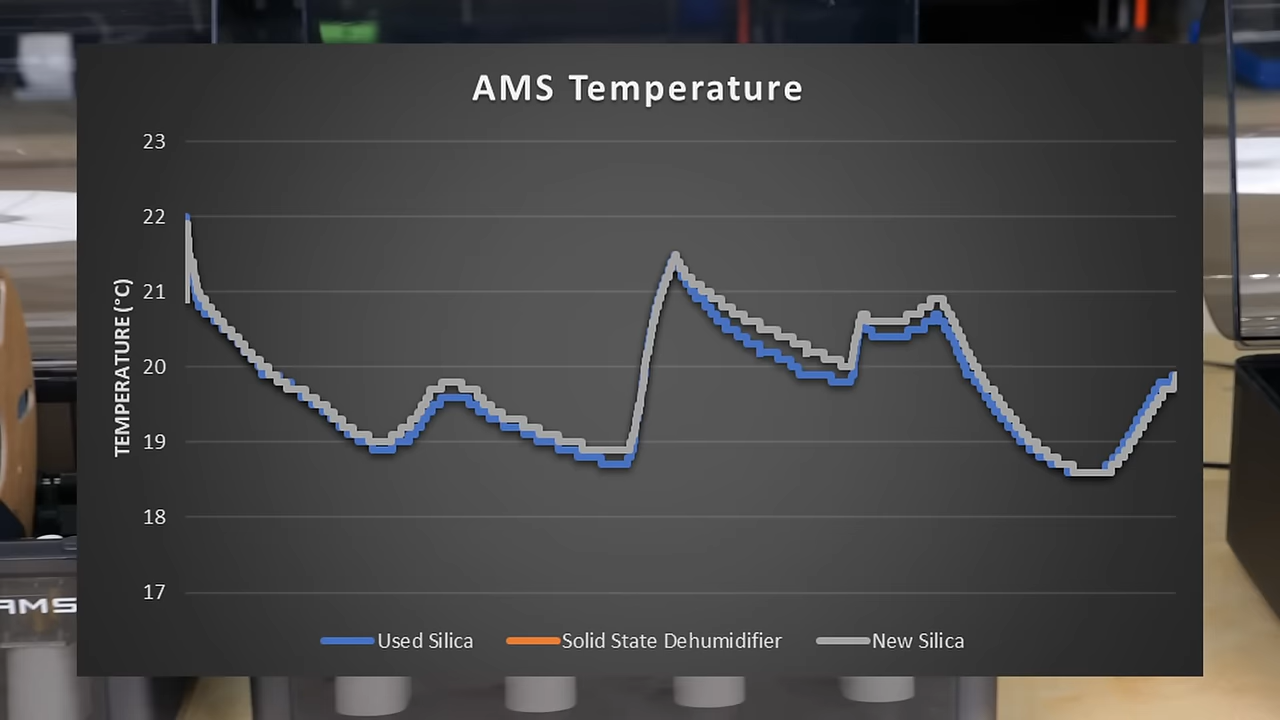 AMS Temperature
23
22
21
20
19
18
17
TEMPERATURE (°C)
Used Silica
Solid State Dehumidifier
New Silica
AMS